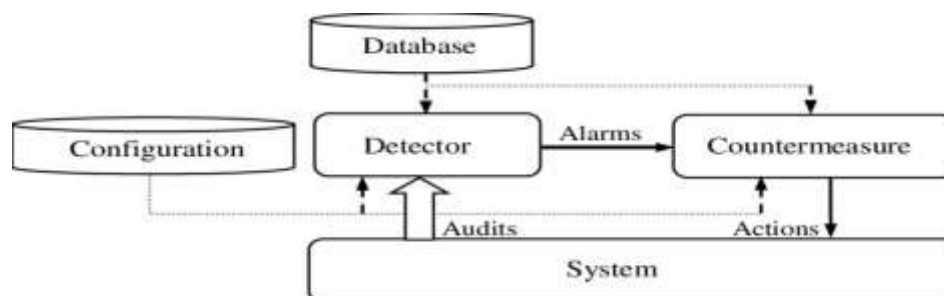 Database
Configuration
Detector
Alarms
Countermeasure
Audits
Actions
System